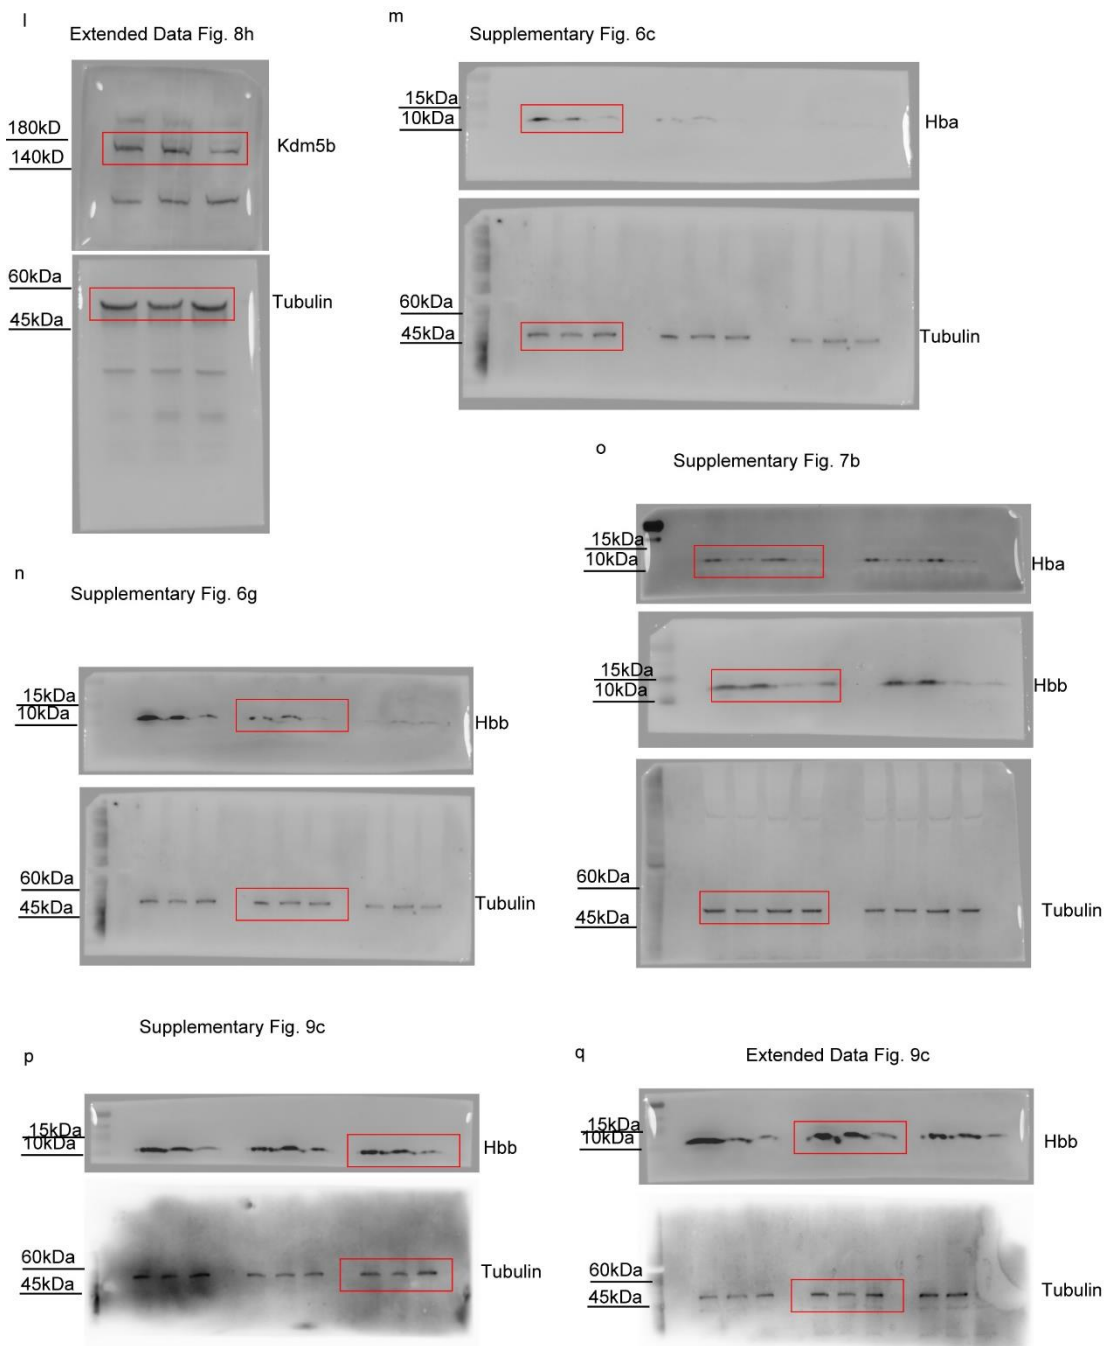 l
Extended Data Fig. 8h
180kD
140kD
Kdm5b
60kDa
45kDa
Tubulin
m
Supplementary Fig. 6c
15kDa
10kDa
Hba
60kDa
45kDa
Tubulin
n
Supplementary Fig. 6g
15kDa
10kDa
Hbb
60kDa
45kDa
Tubulin
o
Supplementary Fig. 7b
15kDa
10kDa
Hba
15kDa
10kDa
Hbb
60kDa
45kDa
Tubulin
p
Supplementary Fig. 9c
15kDa
10kDa
Hbb
60kDa
45kDa
Tubulin
q
Extended Data Fig. 9c
15kDa
10kDa
Hbb
60kDa
45kDa
Tubulin